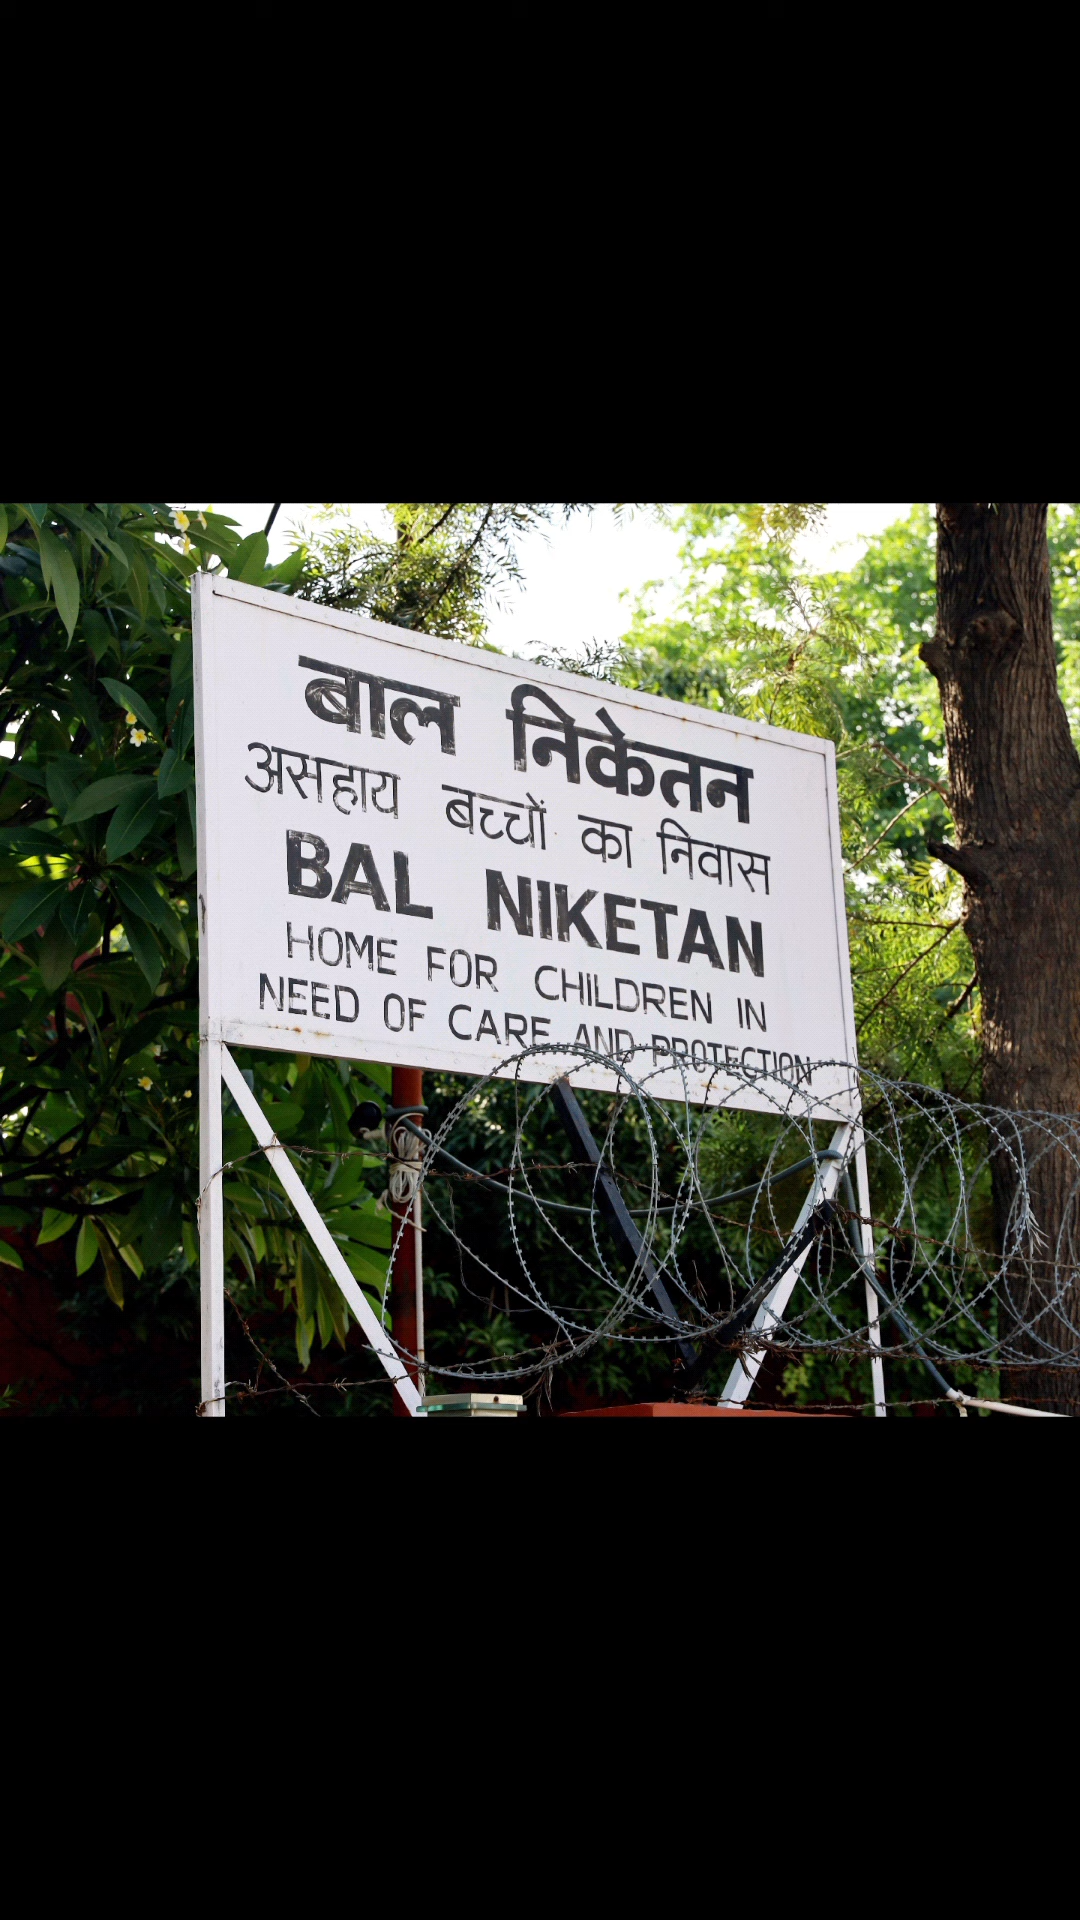 बाल निकेतन
असहाय बच्चों का निवास
BAL NIKETAN
HOME FOR CHILDREN IN
NEED OF CARE AND PROTECTION